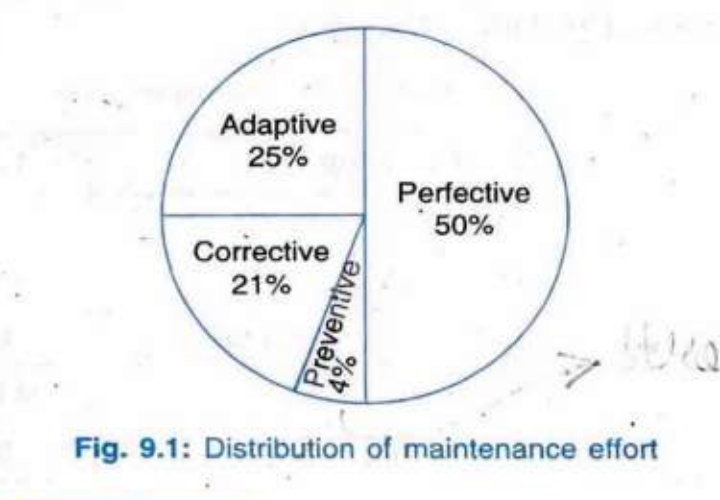 Adaptive
25%
Perfective
50%
Corrective
21%
Preventive
4%
Fig. 9.1: Distribution of maintenance effort